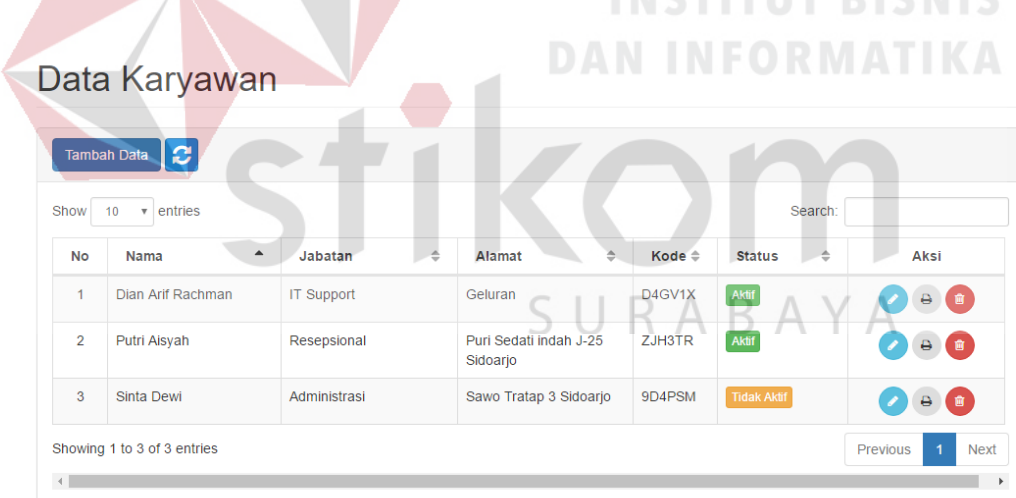 INSTITUT BISNIS
DAN INFORMATIKA
stikom
SURABAYA
Data Karyawan
Tambah Data
Show 10 entries
Search:
No Nama Jabatan Alamat Kode Status Aksi
1 Dian Arif Rachman IT Support Geluran D4GV1X Aktif
2 Putri Aisyah Resepsional Puri Sedati indah J-25 ZJH3TR Aktif
Sidoarjo
3 Sinta Dewi Administrasi Sawo Tratap 3 Sidoarjo 9D4PSM Tidak Aktif
Showing 1 to 3 of 3 entries
Previous 1 Next